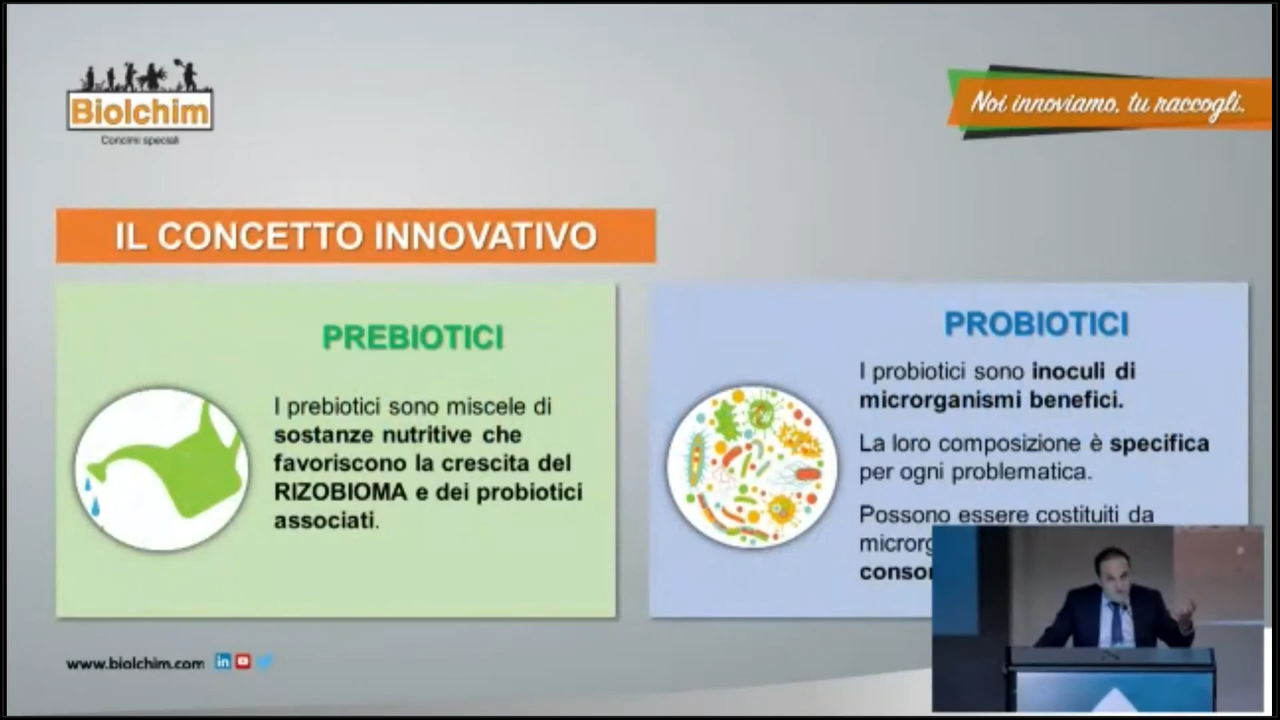 Biolchim
Concimi speciali
Noi innoviamo, tu raccogli.
IL CONCETTO INNOVATIVO
PREBIOTICI
I prebiotici sono miscele di
sostanze nutritive che
favoriscono la crescita del
RIZOBIOMA e dei probiotici
associati.
PROBIOTICI
I probiotici sono inoculi di
microrganismi benefici.
La loro composizione è specifica
per ogni problematica.
Possono essere costituiti da
www.biolchim.com
in